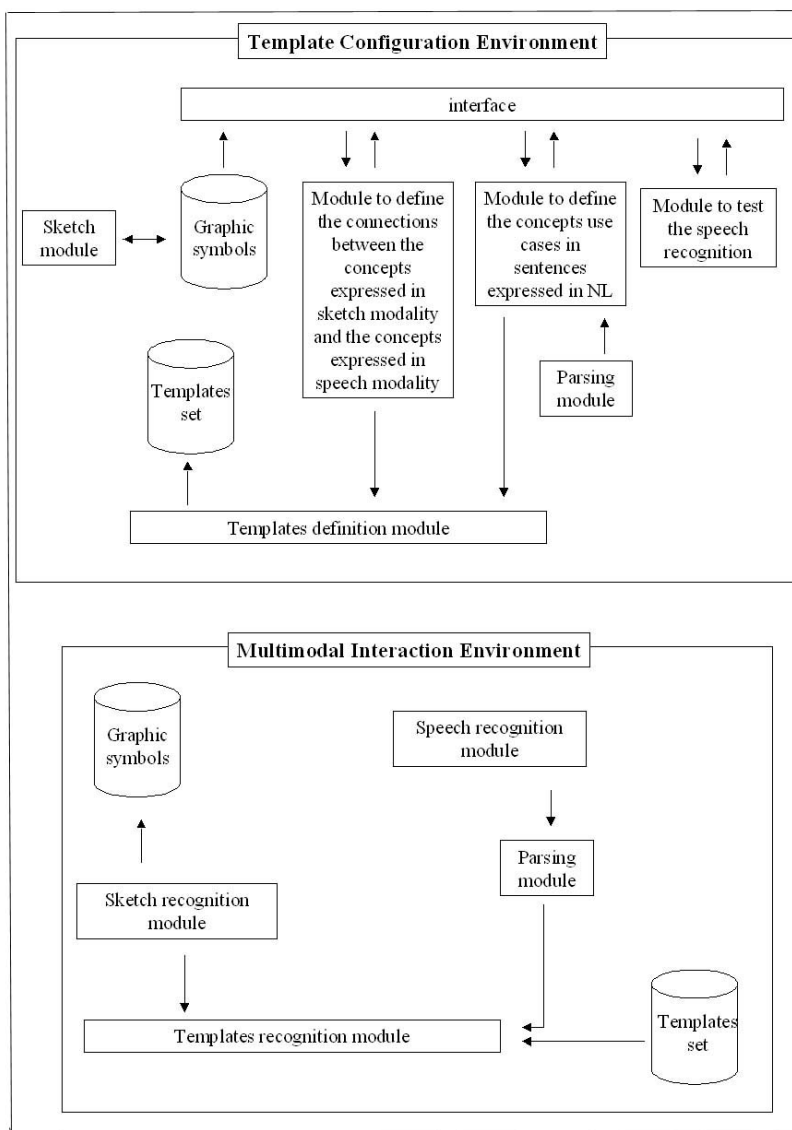 Template Configuration Environment
interface
Sketch
module
Graphic
symbols
Module to define
the connections
between the
concepts
expressed in
sketch modality
and the concepts
expressed in
speech modality
Module to define
the concepts use
cases in
sentences
expressed in NL
Module to test
the speech
recognition
Templates
set
Parsing
module
Templates definition module
Multimodal Interaction Environment
Graphic
symbols
Speech recognition
module
Parsing
module
Sketch recognition
module
Templates recognition module
Templates
set